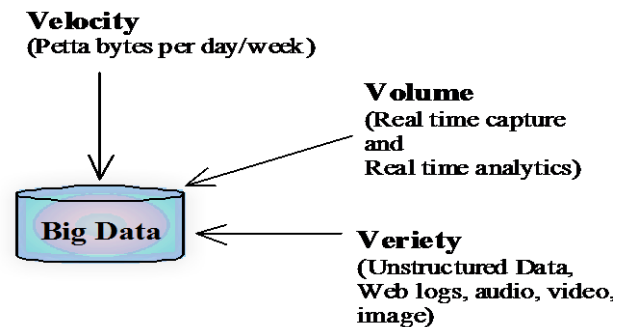 Velocity
(Petta bytes per day/week)
Volume
(Real time capture
and
Real time analytics)
Big Data
Veriety
(Unstructured Data,
Web logs, audio, video,
image)